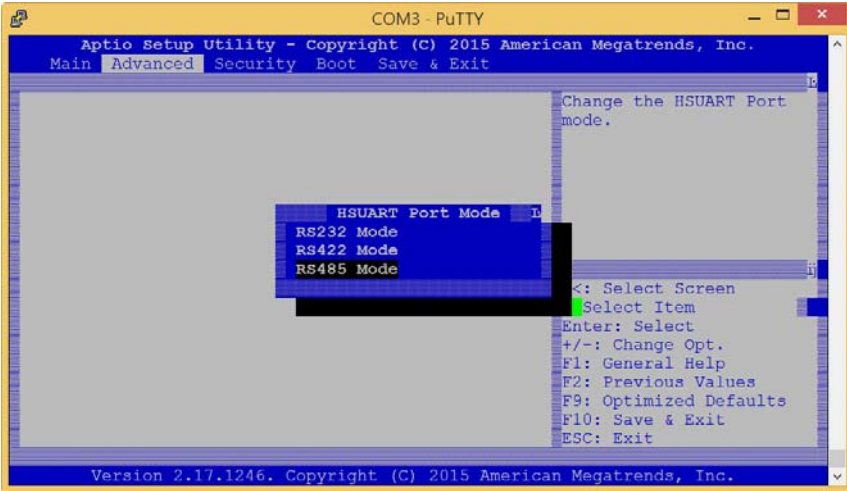 COM3 - PuTTY
Aptio Setup Utility - Copyright (C) 2015 American Megatrends, Inc.
Main Advanced Security Boot Save & Exit
Change the HSUART Port
mode.
HSUART Port Mode
RS232 Mode
RS422 Mode
RS485 Mode
<: Select Screen
Select Item
Enter: Select
+/-: Change Opt.
F1: General Help
F2: Previous Values
F9: Optimized Defaults
F10: Save & Exit
ESC: Exit
Version 2.17.1246. Copyright (C) 2015 American Megatrends, Inc.